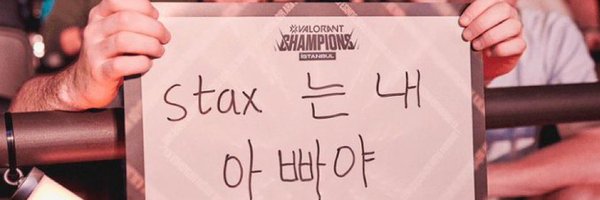 VALORANT
CHAMPIONS
ISTANBUL
stax 는 내
아빠야